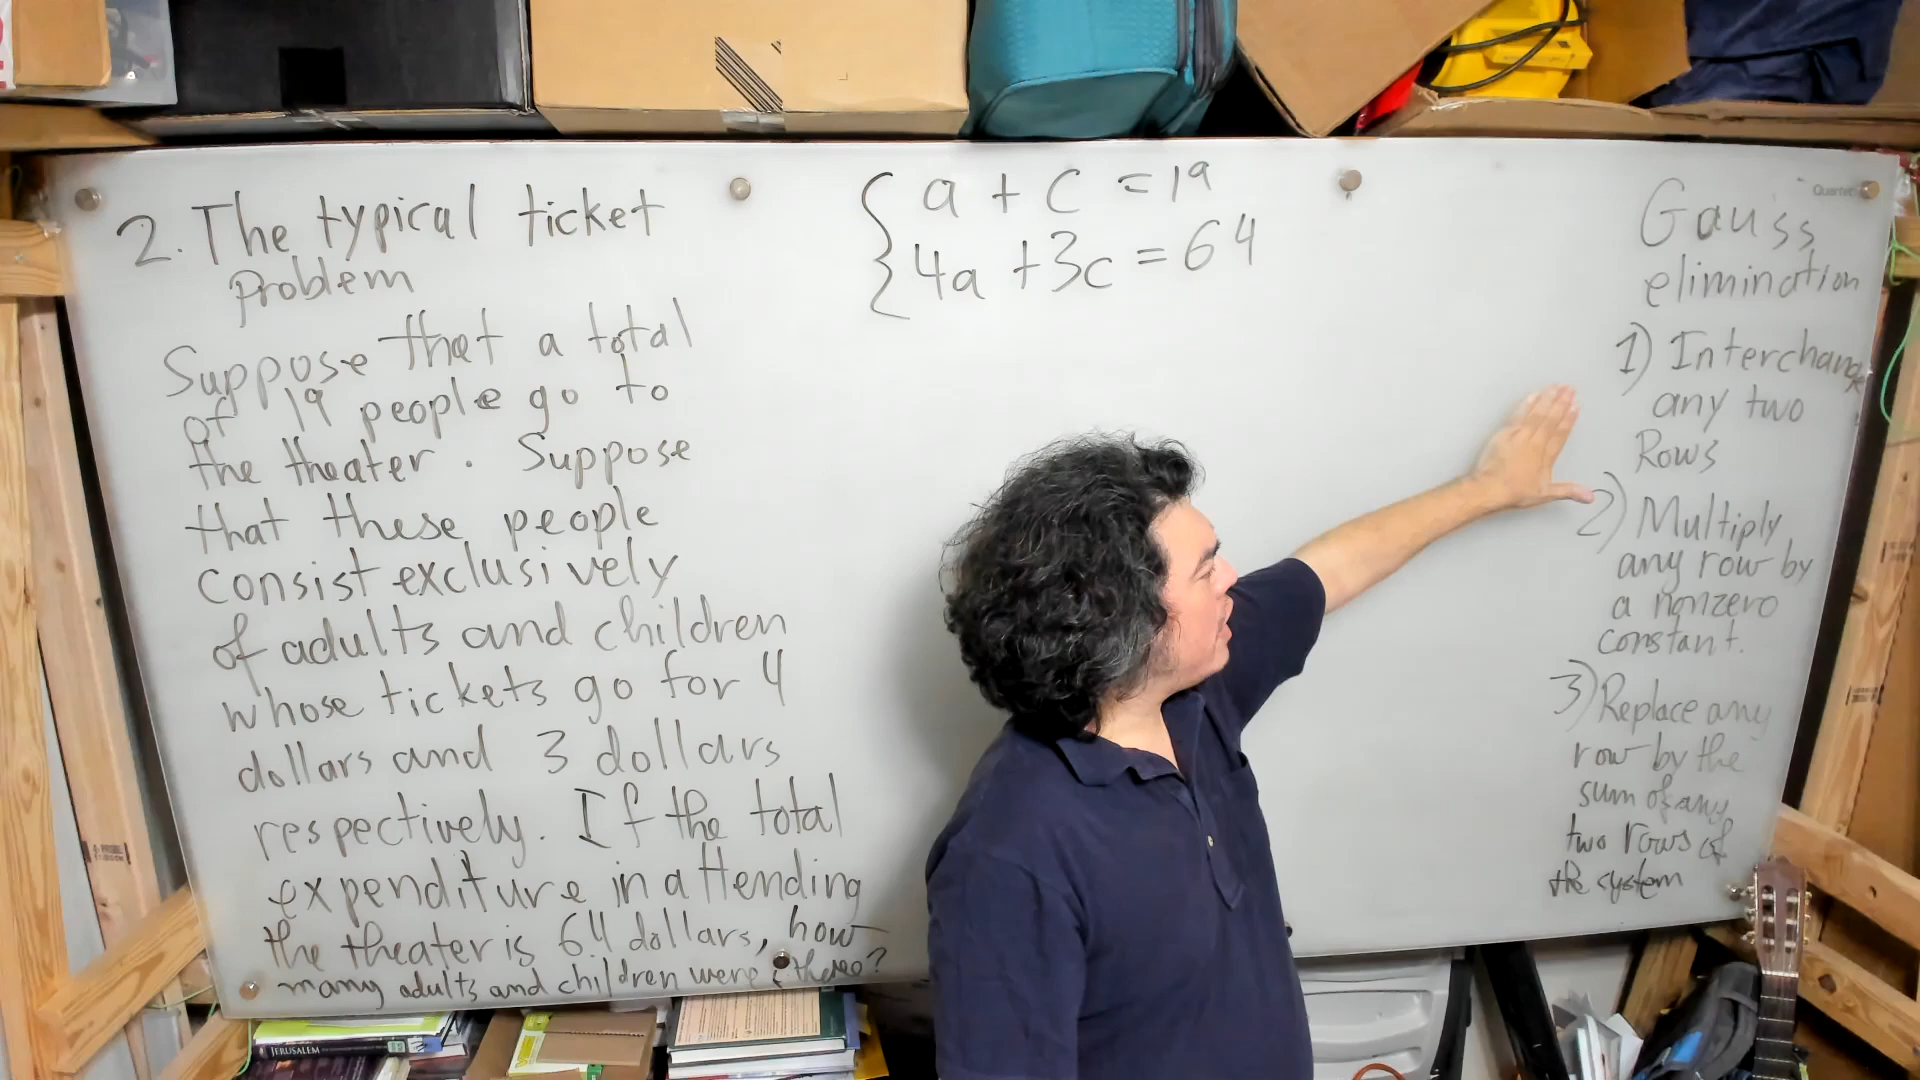 2. The typical ticket
problem
Suppose that a total
of 19 people go to
the theater. Suppose
that these people
consist exclusively
of adults and children
whose tickets go for 4
dollars and 3 dollars
respectively. If the total
expenditure in attending
the theater is 64 dollars, how
many adults and children were there?
a + c = 19
4a + 3c = 64
Quartet
Gauss
elimination
1) Interchange
any two
Rows
2) Multiply
any row by
a nonzero
constant.
3) Replace any
row by the
sum of any
two rows of
the system
JERUSALEM